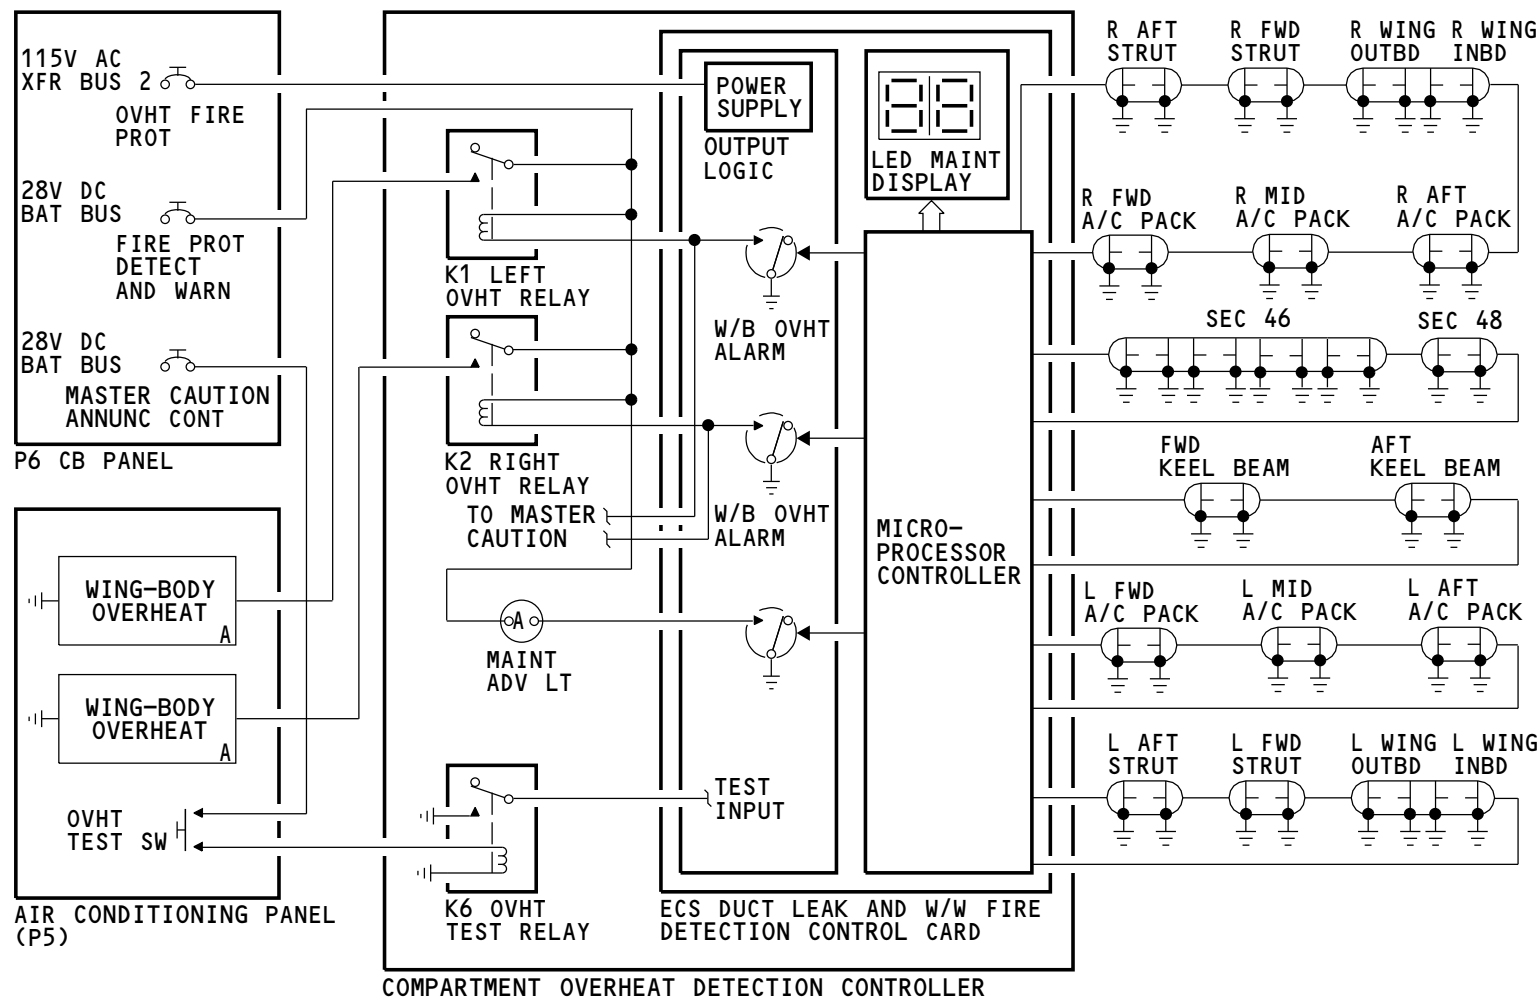 115V AC
XFR BUS 2
OVHT FIRE
PROT
28V DC
BAT BUS
FIRE PROT
DETECT
AND WARN
28V DC
BAT BUS
MASTER CAUTION
ANNUNC CONT
P6 CB PANEL
WING-BODY
OVERHEAT
A
WING-BODY
OVERHEAT
A
OVHT
TEST SW
AIR CONDITIONING PANEL
(P5)
K1 LEFT
OVHT RELAY
K2 RIGHT
OVHT RELAY
TO MASTER
CAUTION
A
MAINT
ADV LT
K6 OVHT
TEST RELAY
POWER
SUPPLY
OUTPUT
LOGIC
W/B OVHT
ALARM
W/B OVHT
ALARM
TEST
INPUT
88
LED MAINT
DISPLAY
MICRO-
PROCESSOR
CONTROLLER
ECS DUCT LEAK AND W/W FIRE
DETECTION CONTROL CARD
COMPARTMENT OVERHEAT DETECTION CONTROLLER
R AFT
STRUT
R FWD
STRUT
R WING
OUTBD
R WING
INBD
R FWD
A/C PACK
R MID
A/C PACK
R AFT
A/C PACK
SEC 46
SEC 48
FWD
KEEL BEAM
AFT
KEEL BEAM
L FWD
A/C PACK
L MID
A/C PACK
L AFT
A/C PACK
L AFT
STRUT
L FWD
STRUT
L WING
OUTBD
L WING
INBD